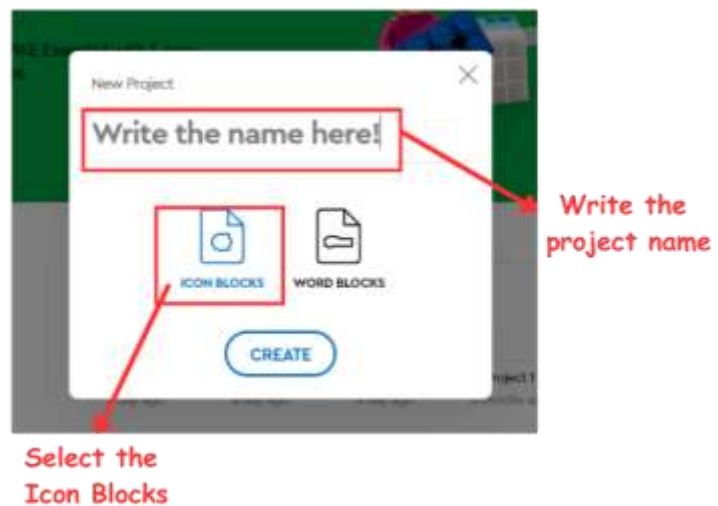 New Project
Write the name here!
ICON BLOCKS
WORD BLOCKS
CREATE
Write the
project name
Select the
Icon Blocks